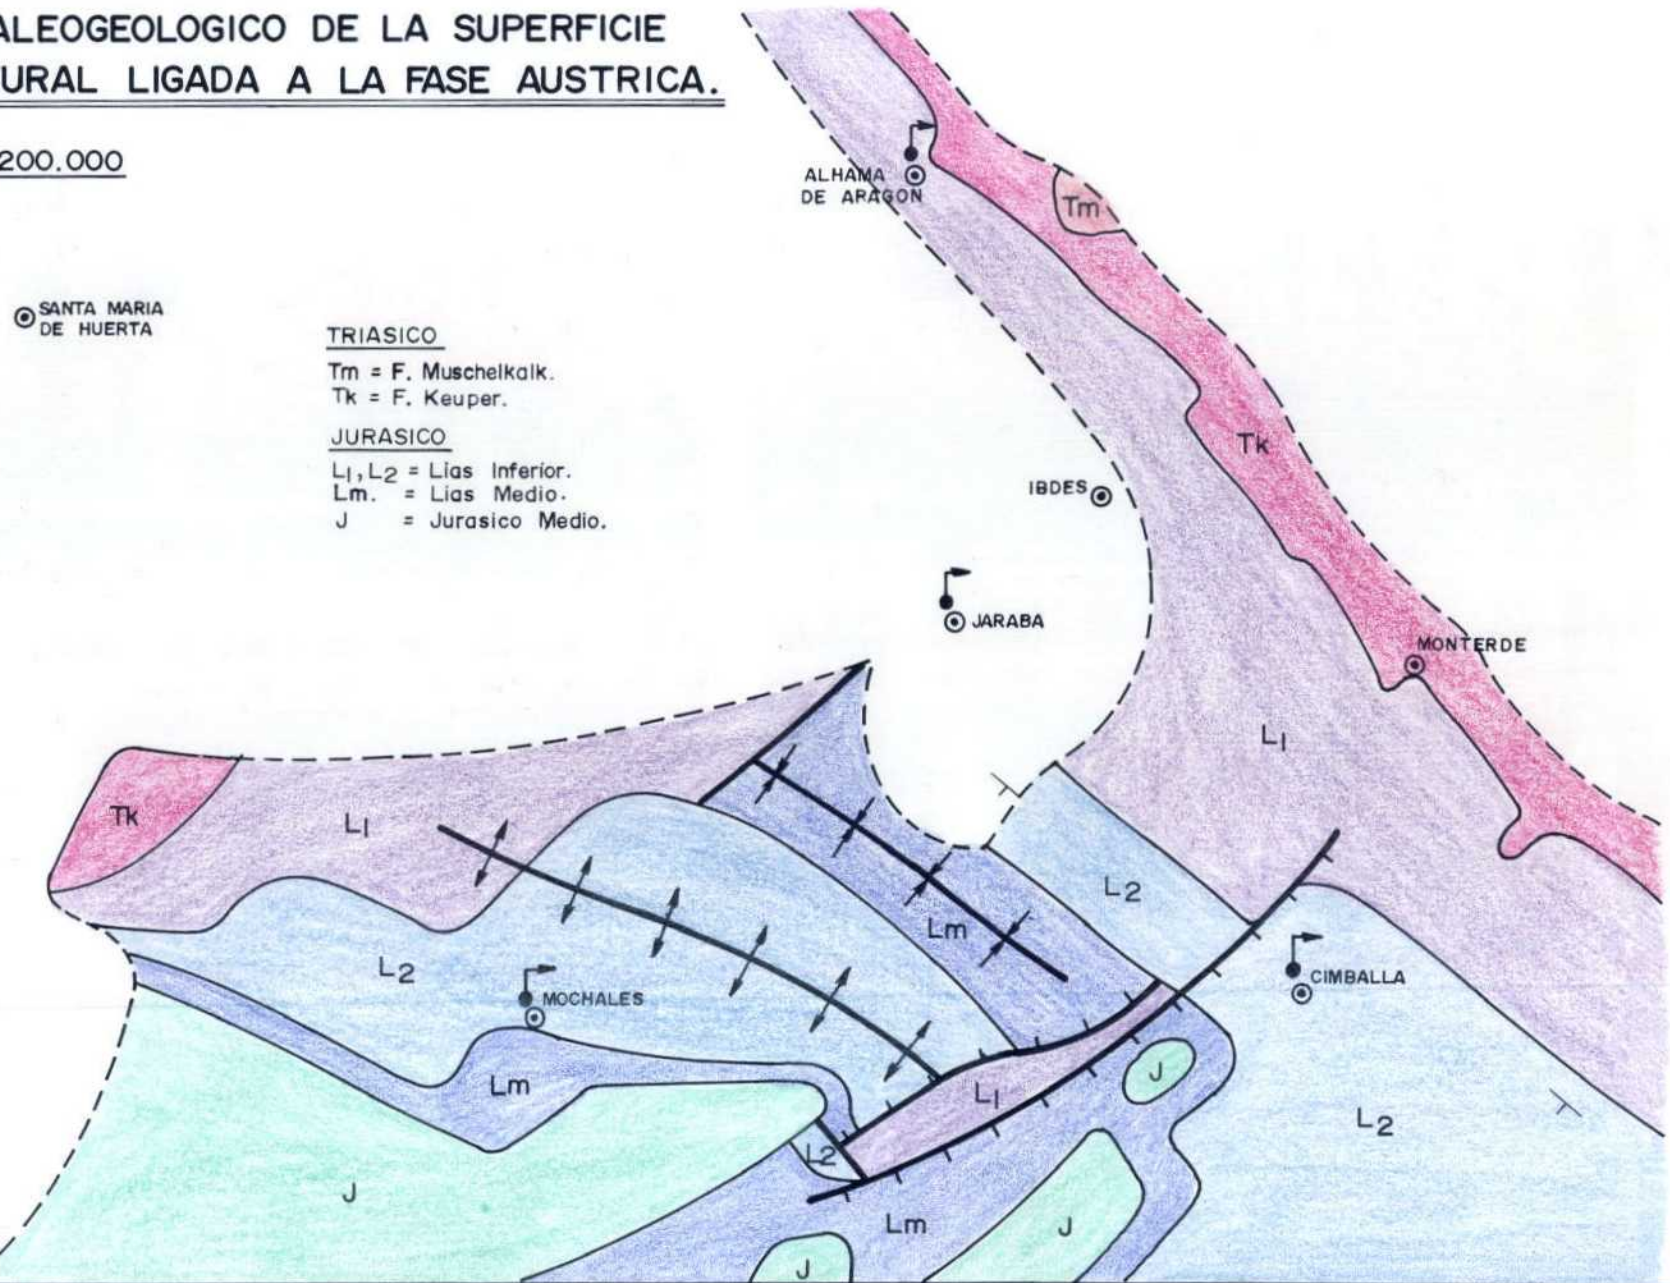 ALEOGEOLOGICO DE LA SUPERFICIE
URAL LIGADA A LA FASE AUSTRICA.
200.000
ALHAMA
DE ARAGON
Tm
SANTA MARIA
DE HUERTA
TRIASICO
Tm = F. Muschelkalk.
Tk = F. Keuper.
JURASICO
L1, L2 = Lias Inferior.
Lm. = Lias Medio.
J = Jurasico Medio.
Tk
IBDES
JARABA
MONTERDE
L1
Tk
L1
L2
Lm
L2
MOCHALES
CIMBALLA
Lm
L1
J
L2
L2
J
Lm
J
J